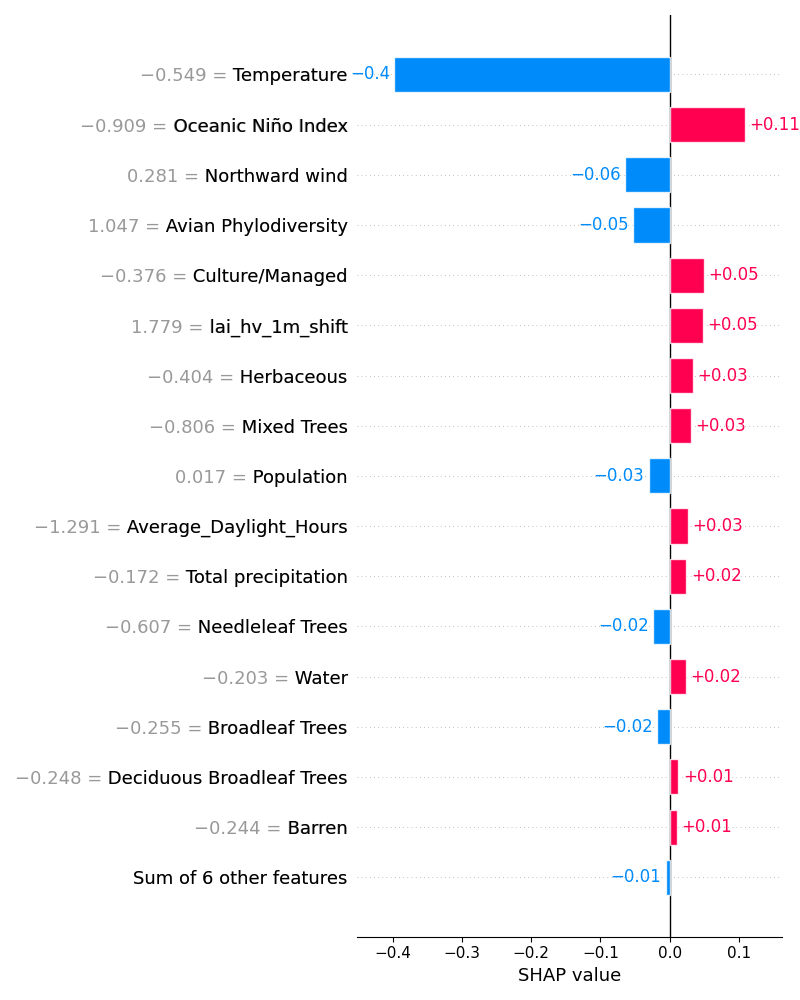 −0.549 = Temperature −0.4
−0.909 = Oceanic Niño Index +0.11
0.281 = Northward wind −0.06
1.047 = Avian Phylodiversity −0.05
−0.376 = Culture/Managed +0.05
1.779 = lai_hv_1m_shift +0.05
−0.404 = Herbaceous +0.03
−0.806 = Mixed Trees +0.03
0.017 = Population −0.03
−1.291 = Average_Daylight_Hours +0.03
−0.172 = Total precipitation +0.02
−0.607 = Needleleaf Trees −0.02
−0.203 = Water +0.02
−0.255 = Broadleaf Trees −0.02
−0.248 = Deciduous Broadleaf Trees +0.01
−0.244 = Barren +0.01
Sum of 6 other features −0.01
−0.4 −0.3 −0.2 −0.1 0.0 0.1
SHAP value